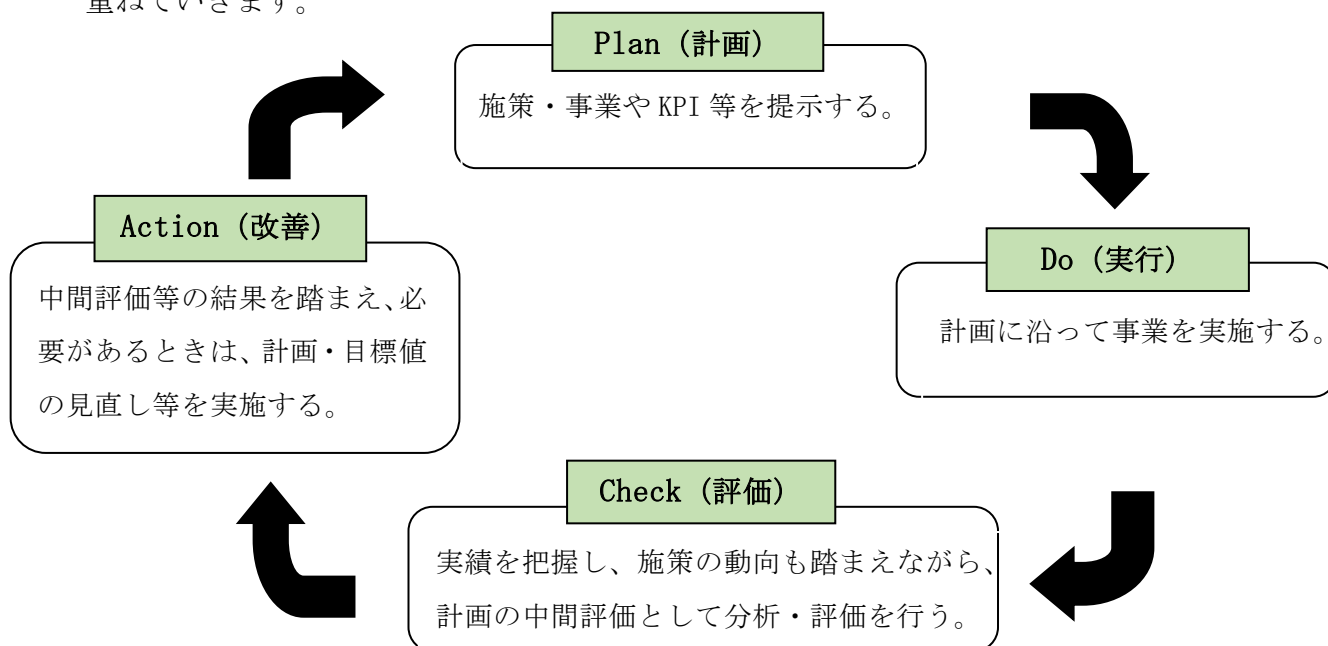 重ねていきます。
Plan（計画）
施策・事業や KPI 等を提示する。
Do（実行）
計画に沿って事業を実施する。
Check（評価）
実績を把握し、施策の動向も踏まえながら、
計画の中間評価として分析・評価を行う。
Action（改善）
中間評価等の結果を踏まえ、必
要があるときは、計画・目標値
の見直し等を実施する。